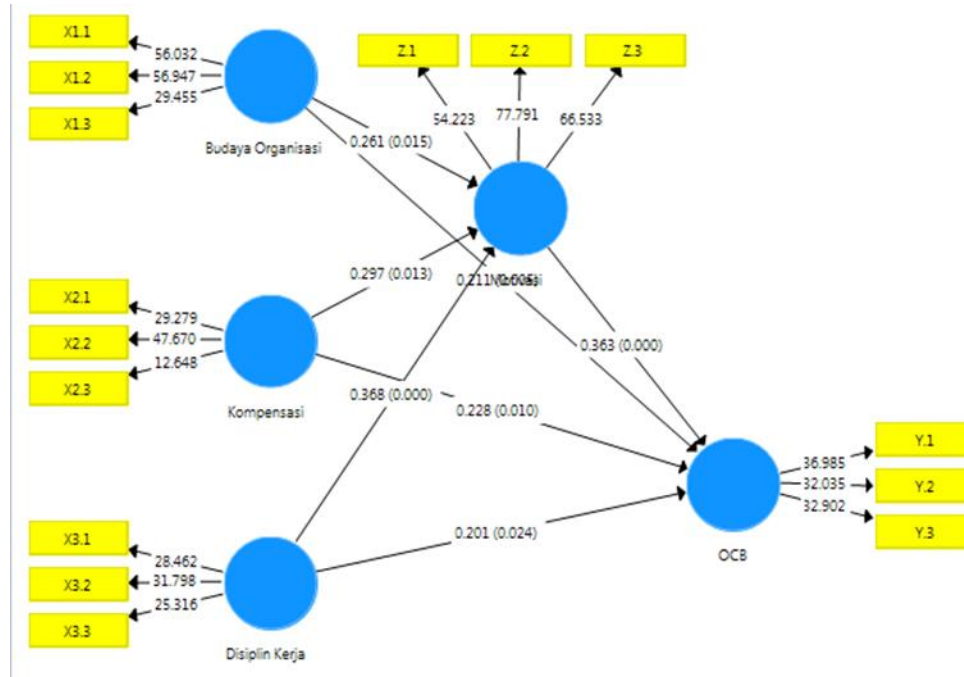 X1.1
X1.2
X1.3
56.032
56.947
29.455
Budaya Organisasi
Z.1
Z.2
Z.3
54.223
77.791
66.533
0.261 (0.015)
0.297 (0.013)
0.211
0.363 (0.000)
X2.1
X2.2
X2.3
29.279
47.670
12.648
Kompensasi
0.368 (0.000)
0.228 (0.010)
0.201 (0.024)
Y.1
Y.2
Y.3
36.985
32.035
32.902
OCB
X3.1
X3.2
X3.3
28.462
31.798
25.316
Disiplin Kerja